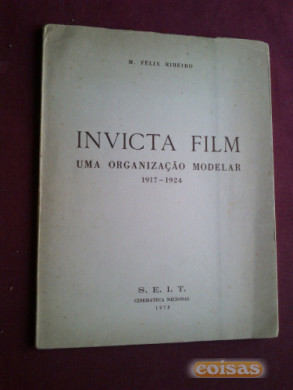 M. FÉLIX RIBEIRO
INVICTA FILM
UMA ORGANIZAÇÃO MODELAR
1917-1924
S. E. I. T.
CINEMATECA NACIONAL
1973
coisas